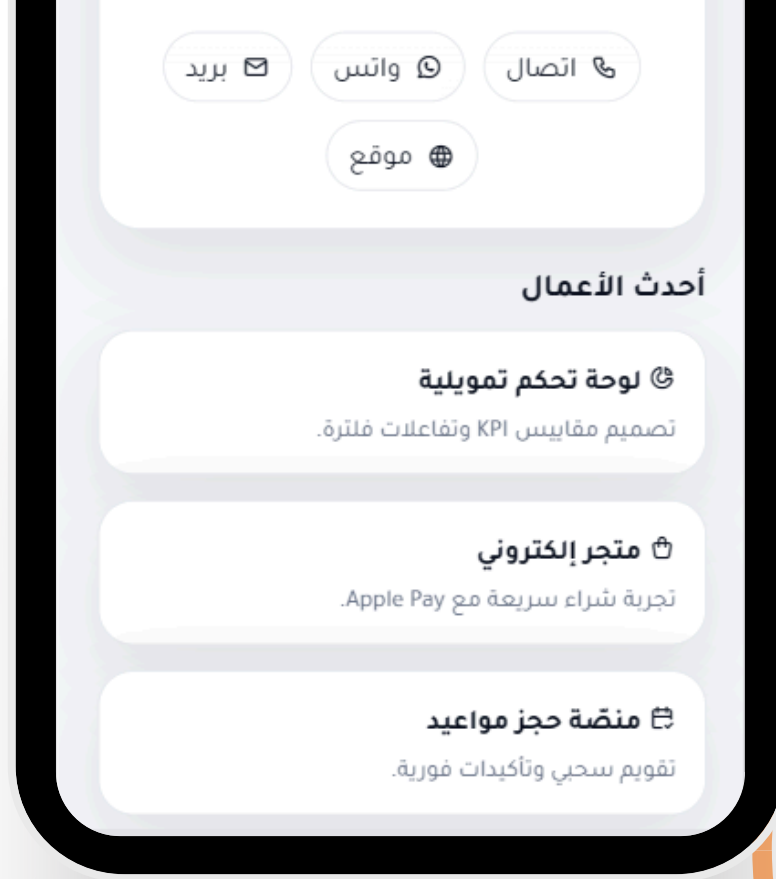 اتصال
واتس
بريد
موقع
أحدث الأعمال
لوحة تحكم تمويلية
تصميم مقاييس KPI وتفاعلات فلترة.
متجر إلكتروني
تجربة شراء سريعة مع Apple Pay.
منصّة حجز مواعيد
تقويم سحبي وتأكيدات فورية.